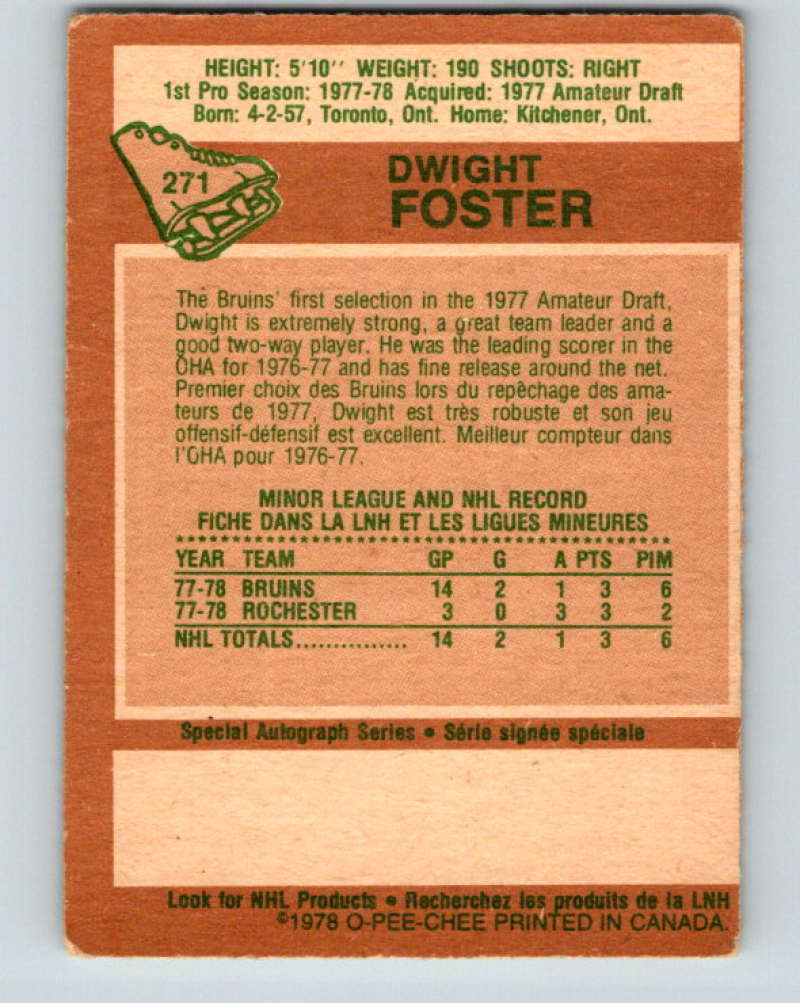 HEIGHT: 5'10'' WEIGHT: 190 SHOOTS: RIGHT
1st Pro Season: 1977-78 Acquired: 1977 Amateur Draft
Born: 4-2-57, Toronto, Ont. Home: Kitchener, Ont.
271
DWIGHT
FOSTER
The Bruins' first selection in the 1977 Amateur Draft,
Dwight is extremely strong, a great team leader and a
good two-way player. He was the leading scorer in the
OHA for 1976-77 and has fine release around the net.
Premier choix des Bruins lors du repêchage des ama-
teurs de 1977, Dwight est très robuste et son jeu
offensif-défensif est excellent. Meilleur compteur dans
l'OHA pour 1976-77.
MINOR LEAGUE AND NHL RECORD
FICHE DANS LA LNH ET LES LIGUES MINEURES
YEAR TEAM GP G A PTS PIM
77-78 BRUINS 14 2 1 3 6
77-78 ROCHESTER 3 0 3 3 2
NHL TOTALS............... 14 2 1 3 6
Special Autograph Series • Série signée spéciale
Look for NHL Products • Recherchez les produits de la LNH
©1978 O-PEE-CHEE PRINTED IN CANADA.